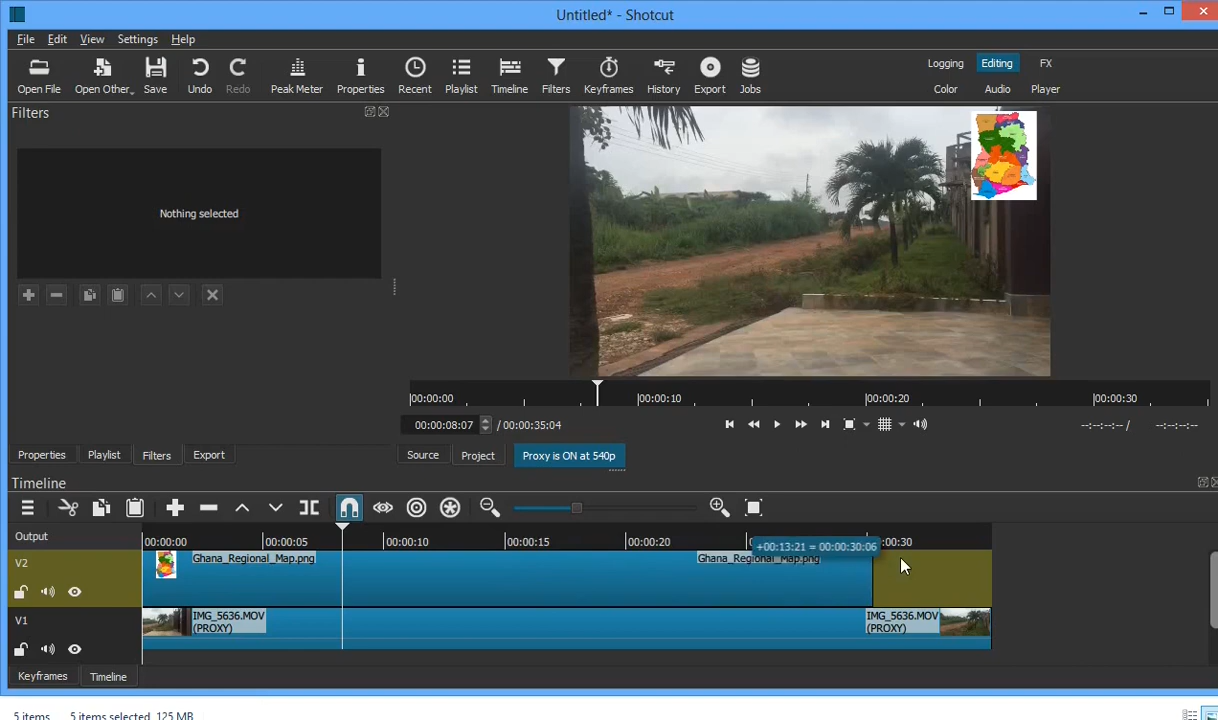 Untitled* - Shotcut
File Edit View Settings Help
Open File Open Other.. Save Undo Redo Peak Meter Properties Recent Playlist Timeline Filters Keyframes History Export Jobs
Logging Editing FX
Color Audio Player
Filters
Nothing selected
00:00:00 00:00:10 00:00:20 00:00:30
00:00:08:07 / 00:00:35:04 --:--:--:-- / --:--:--:--
Properties Playlist Filters Export Source Project Proxy is ON at 540p
Timeline
Output 00:00:00 00:00:05 00:00:10 00:00:15 00:00:20 :00:30
+00:13:21 = 00:00:30:06
V2 Ghana_Regional_Map.png Ghana_Regional_Map.png
V1 IMG_5636.MOV IMG_5636.MOV
(PROXY) (PROXY)
Keyframes Timeline
5 items 5 items selected 125 MB